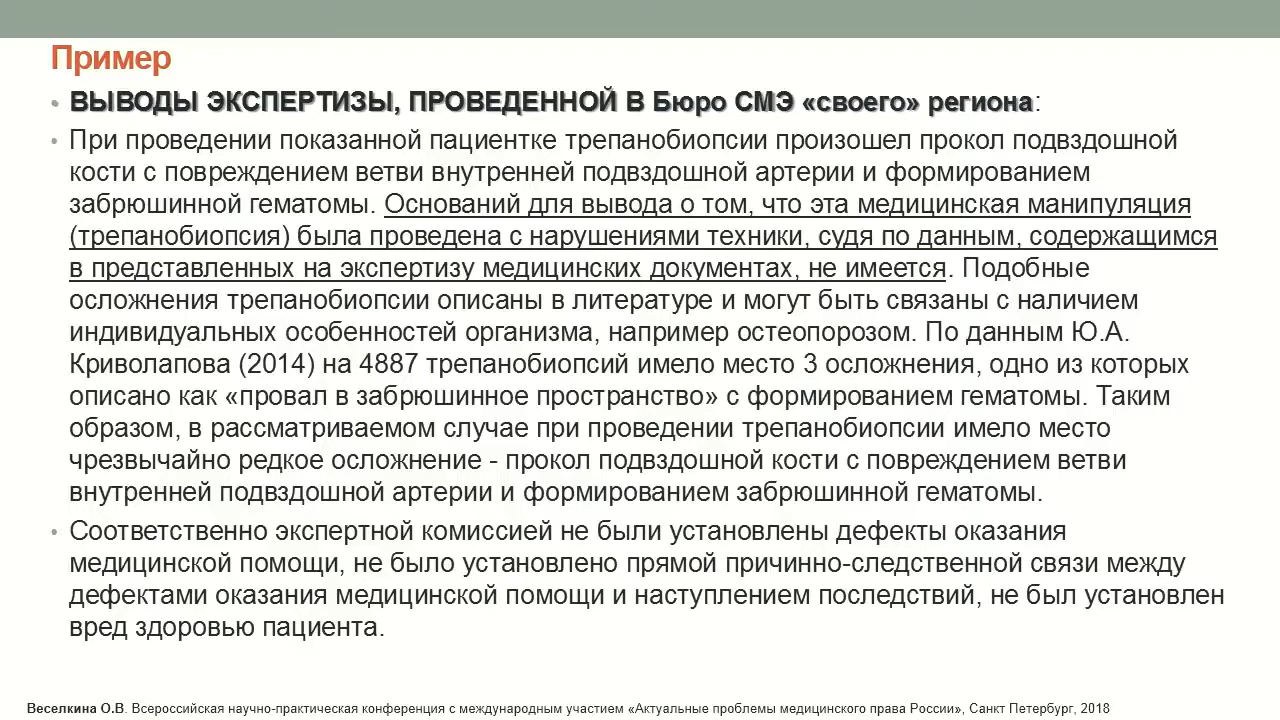 Пример
• ВЫВОДЫ ЭКСПЕРТИЗЫ, ПРОВЕДЕННОЙ В Бюро СМЭ «своего» региона:
• При проведении показанной пациентке трепанобиопсии произошел прокол подвздошной
кости с повреждением ветви внутренней подвздошной артерии и формированием
забрюшинной гематомы. Оснований для вывода о том, что эта медицинская манипуляция
(трепанобиопсия) была проведена с нарушениями техники, судя по данным, содержащимся
в представленных на экспертизу медицинских документах, не имеется. Подобные
осложнения трепанобиопсии описаны в литературе и могут быть связаны с наличием
индивидуальных особенностей организма, например остеопорозом. По данным Ю.А.
Криволапова (2014) на 4887 трепанобиопсий имело место 3 осложнения, одно из которых
описано как «провал в забрюшинное пространство» с формированием гематомы. Таким
образом, в рассматриваемом случае при проведении трепанобиопсии имело место
чрезвычайно редкое осложнение - прокол подвздошной кости с повреждением ветви
внутренней подвздошной артерии и формированием забрюшинной гематомы.
• Соответственно экспертной комиссией не были установлены дефекты оказания
медицинской помощи, не было установлено прямой причинно-следственной связи между
дефектами оказания медицинской помощи и наступлением последствий, не был установлен
вред здоровью пациента.
Веселкина О.В. Всероссийская научно-практическая конференция с международным участием «Актуальные проблемы медицинского права России», Санкт Петербург, 2018